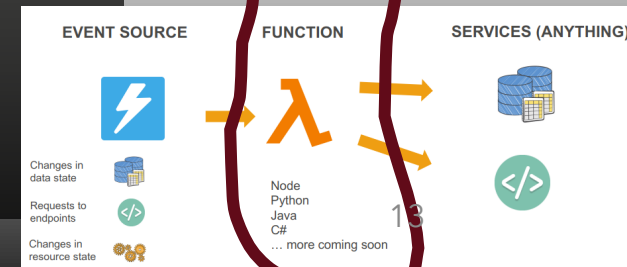 EVENT SOURCE
FUNCTION
SERVICES (ANYTHING)
Changes in
data state
Requests to
endpoints
</>
Changes in
resource state
λ
Node
Python
Java
C#
… more coming soon
13
</>